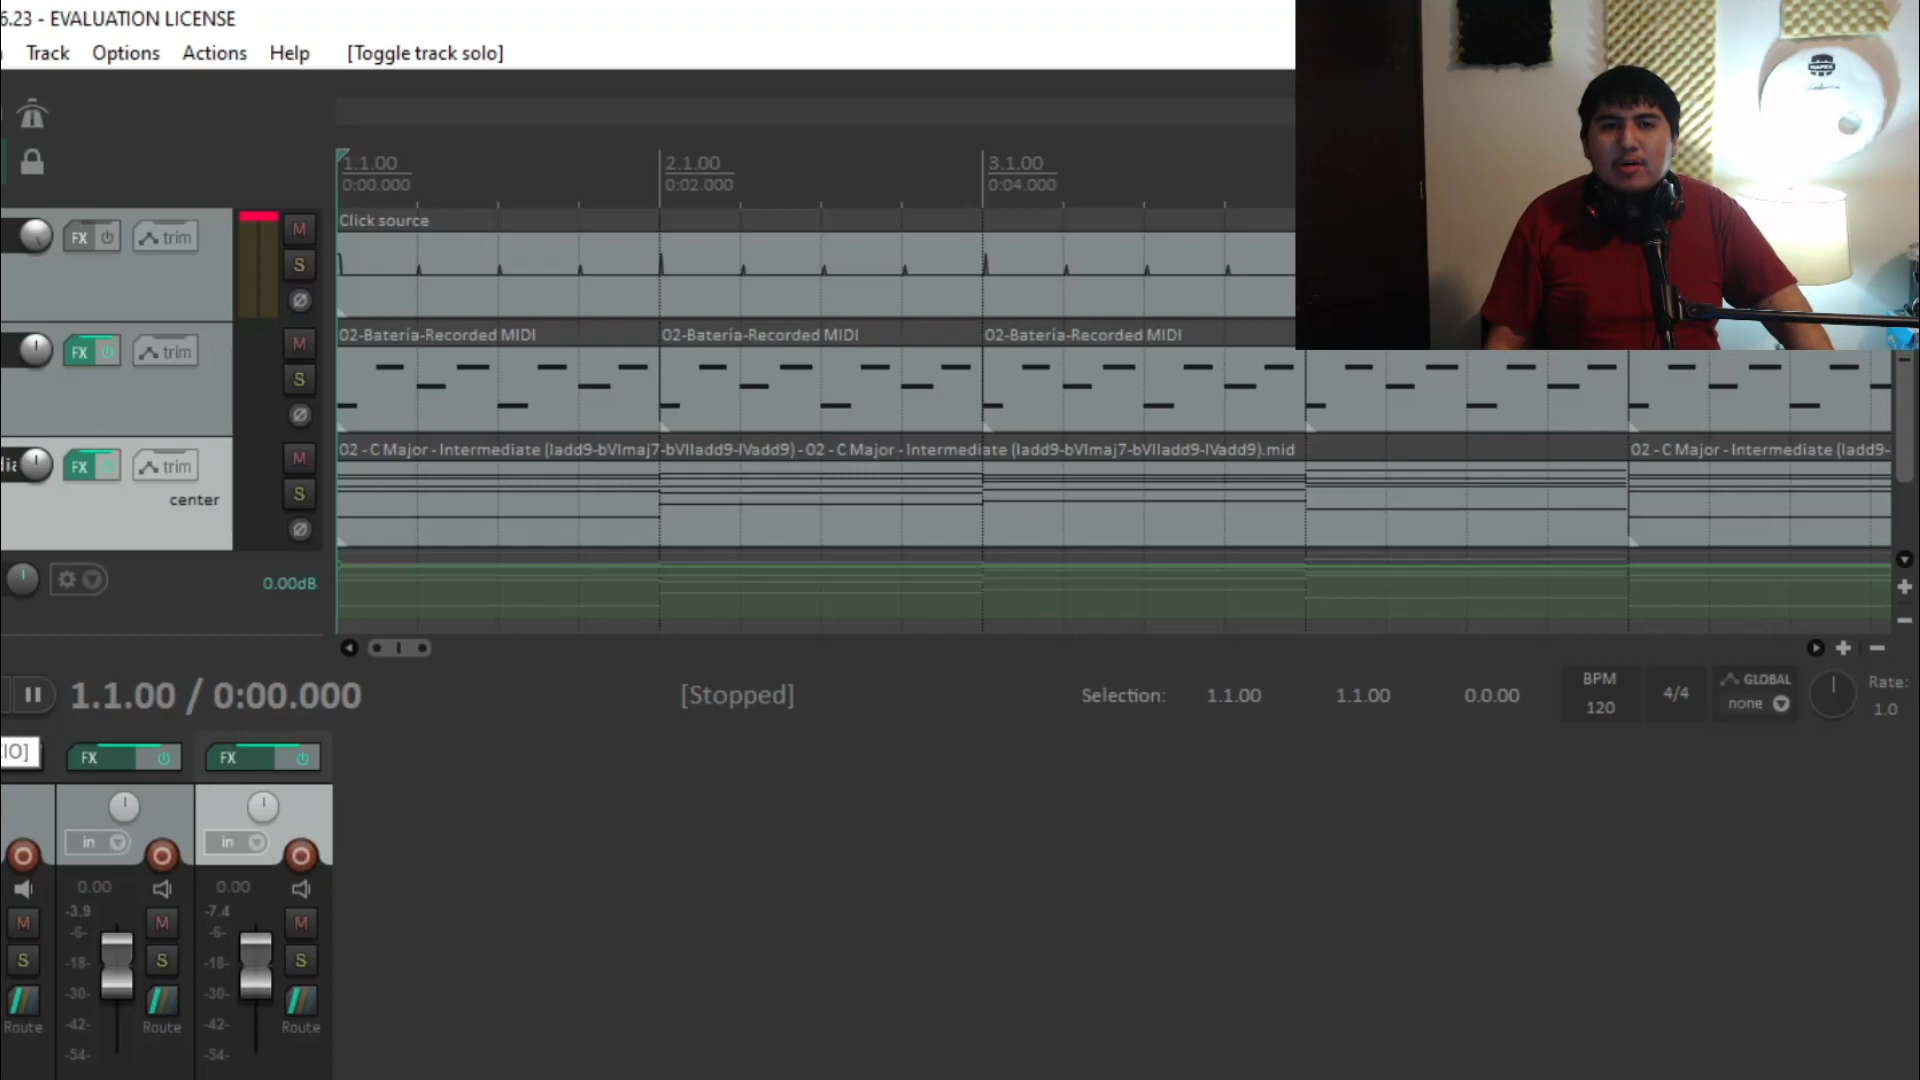 6.23 - EVALUATION LICENSE
Track Options Actions Help [Toggle track solo]
1.1.00 2.1.00 3.1.00
0:00.000 0:02.000 0:04.000
FX trim M
S
Click source
FX trim M
S
02-Batería-Recorded MIDI 02-Batería-Recorded MIDI 02-Batería-Recorded MIDI
FX trim M
S
center
02 - C Major - Intermediate (Iadd9-bVImaj7-bVIIadd9-IVadd9) - 02 - C Major - Intermediate (Iadd9-bVImaj7-bVIIadd9-IVadd9).mid 02 - C Major - Intermediate (Iadd9-
0.00dB
1.1.00 / 0:00.000 [Stopped] Selection: 1.1.00 1.1.00 0.0.00
BPM
120
4/4
GLOBAL
none
Rate:
1.0
IO]
FX FX
in in
0.00 0.00
-3.9 -7.4
M M M
-6- -6-
S S S
-18- -18-
-30- -30-
Route Route Route
-42- -42-
-54- -54-